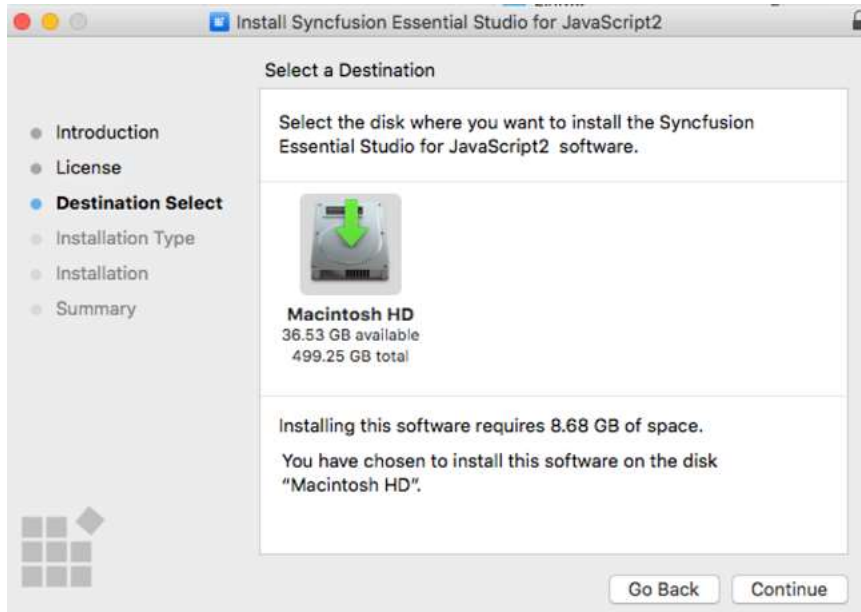 Install Syncfusion Essential Studio for JavaScript2
Select a Destination
Introduction
License
Destination Select
Installation Type
Installation
Summary
Select the disk where you want to install the Syncfusion
Essential Studio for JavaScript2 software.
Macintosh HD
36.53 GB available
499.25 GB total
Installing this software requires 8.68 GB of space.
You have chosen to install this software on the disk
“Macintosh HD”.
Go Back
Continue